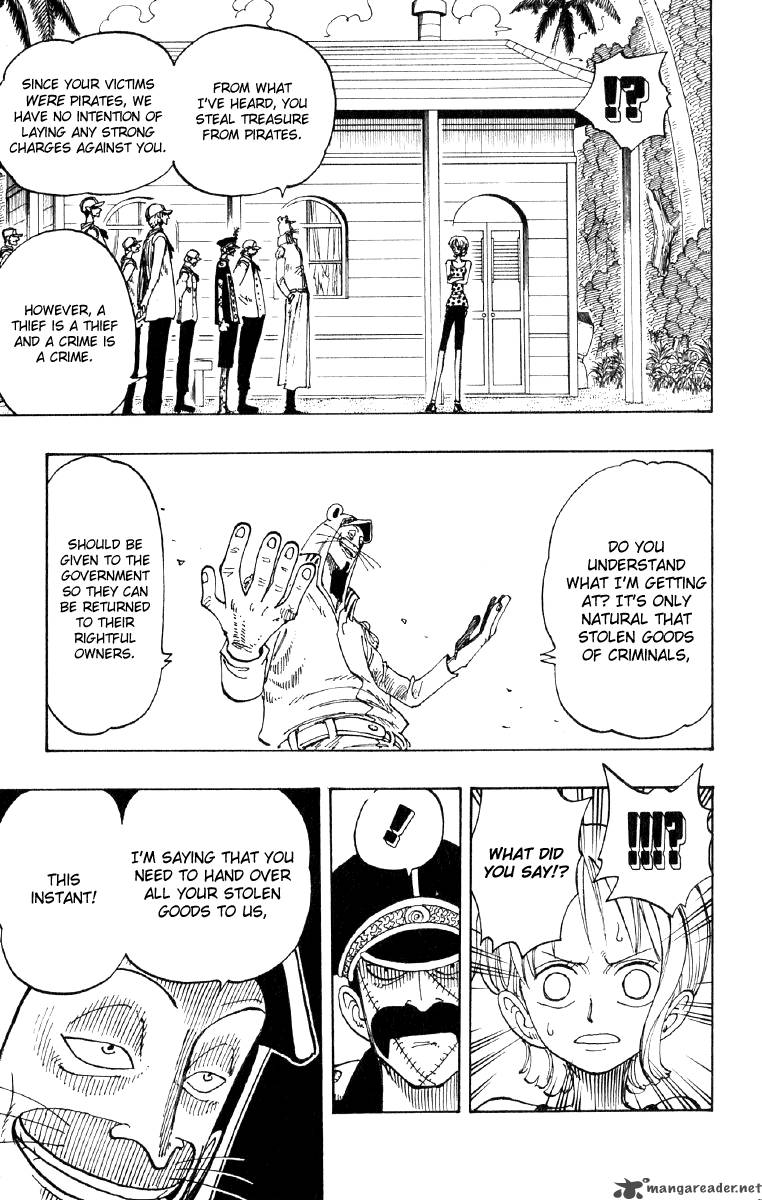 !?
FROM WHAT
I'VE HEARD, YOU
STEAL TREASURE
FROM PIRATES.
SINCE YOUR VICTIMS
WERE PIRATES, WE
HAVE NO INTENTION OF
LAYING ANY STRONG
CHARGES AGAINST YOU.
HOWEVER, A
THIEF IS A THIEF
AND A CRIME IS
A CRIME.
DO YOU
UNDERSTAND
WHAT I'M GETTING
AT? IT'S ONLY
NATURAL THAT
STOLEN GOODS
OF CRIMINALS,
SHOULD BE
GIVEN TO THE
GOVERNMENT
SO THEY CAN
BE RETURNED
TO THEIR
RIGHTFUL
OWNERS.
!!!?
WHAT DID
YOU SAY!?
!
I'M SAYING THAT YOU
NEED TO HAND OVER
ALL YOUR STOLEN
GOODS TO US,
THIS
INSTANT!
mangareader.net